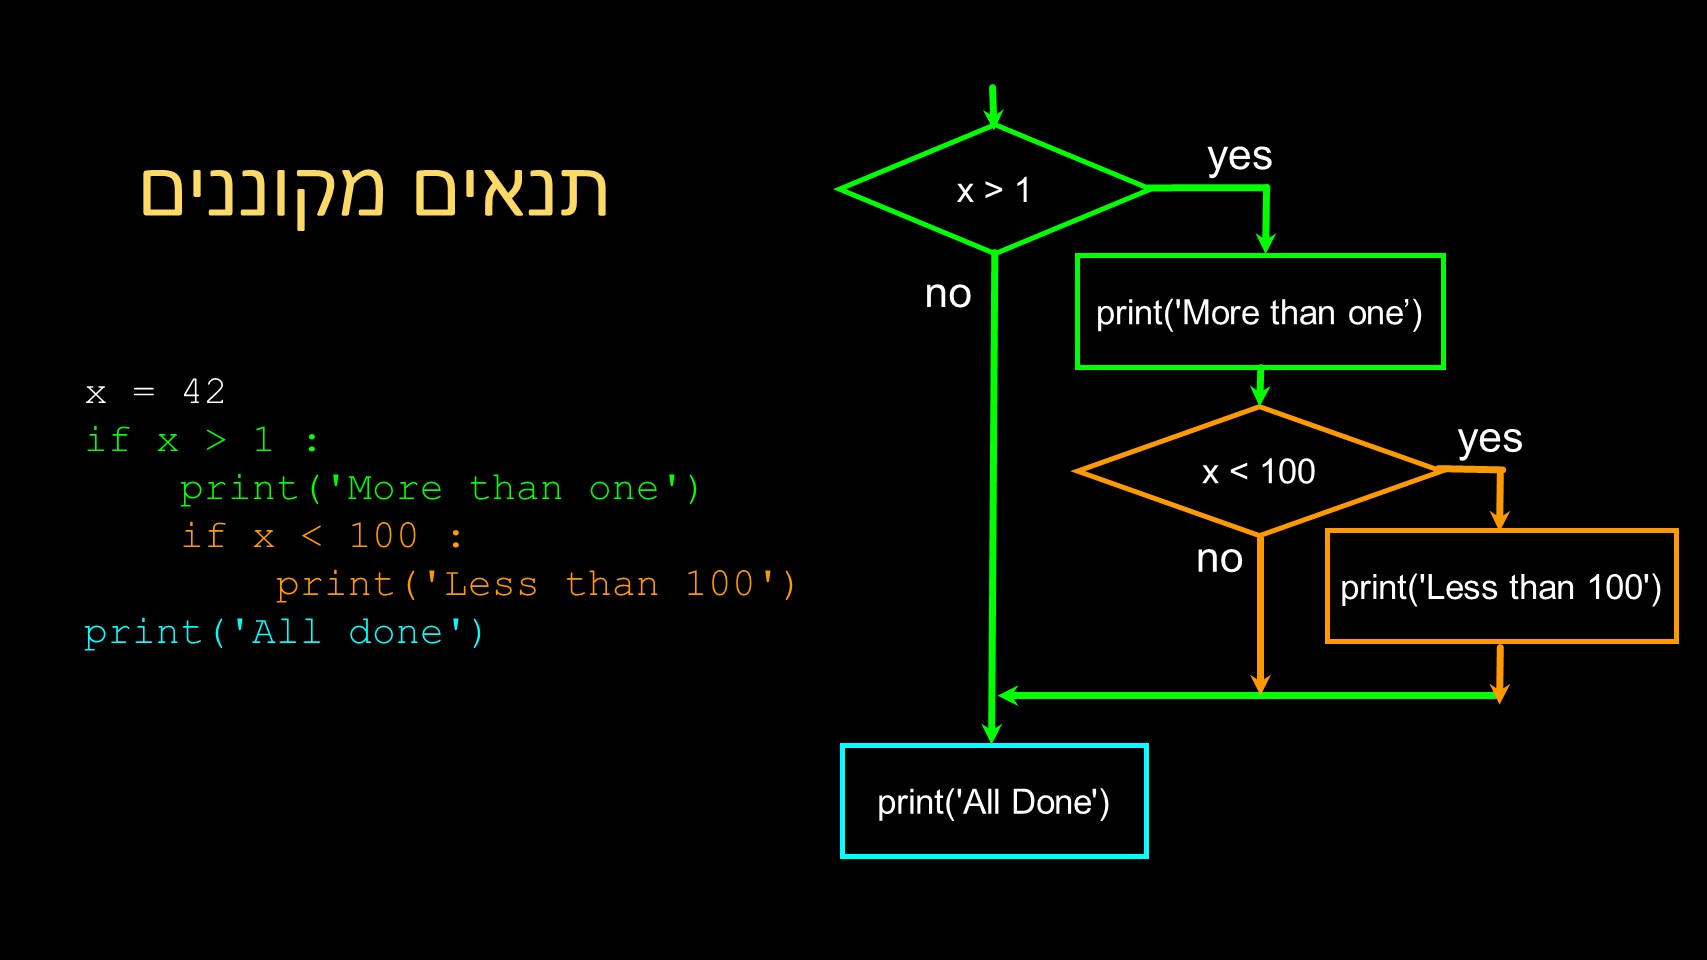 תנאים מקוננים
x = 42
if x > 1 :
    print('More than one')
    if x < 100 :
        print('Less than 100')
print('All done')
x > 1
yes
no
print('More than one’)
x < 100
yes
no
print('Less than 100')
print('All Done')